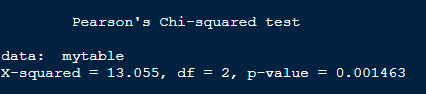 Pearson's Chi-squared test
data:  mytable
X-squared = 13.055, df = 2, p-value = 0.001463